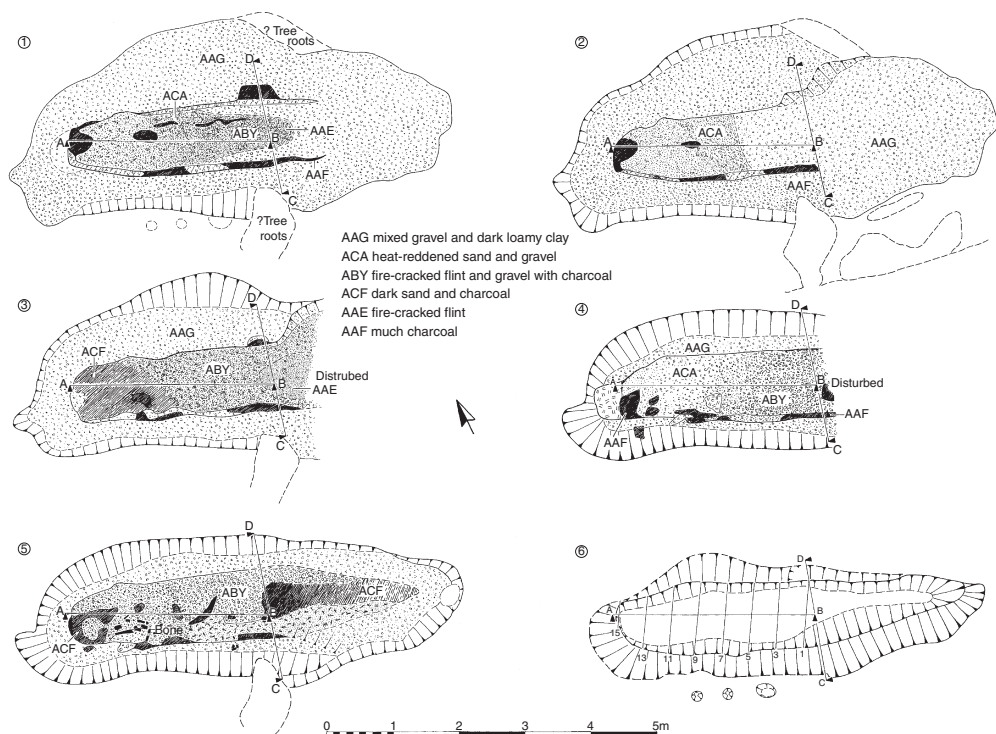 ①
? Tree
roots
D
AAG
ACA
ABY
AAE
A
B
AAF
C
?Tree
roots
②
D
ACA
A
B
AAG
AAF
C
AAG mixed gravel and dark loamy clay
ACA heat-reddened sand and gravel
ABY fire-cracked flint and gravel with charcoal
ACF dark sand and charcoal
AAE fire-cracked flint
AAF much charcoal
③
D
AAG
ACF
ABY
A
B
Distrubed
AAE
C
④
D
AAG
ACA
A
B
Disturbed
ABY
AAF
AAF
C
⑤
D
ABY
ACF
A
B
Bone
ACF
C
⑥
D
A
B
15
13 11 9 7 5 3 1
C
0 1 2 3 4 5m